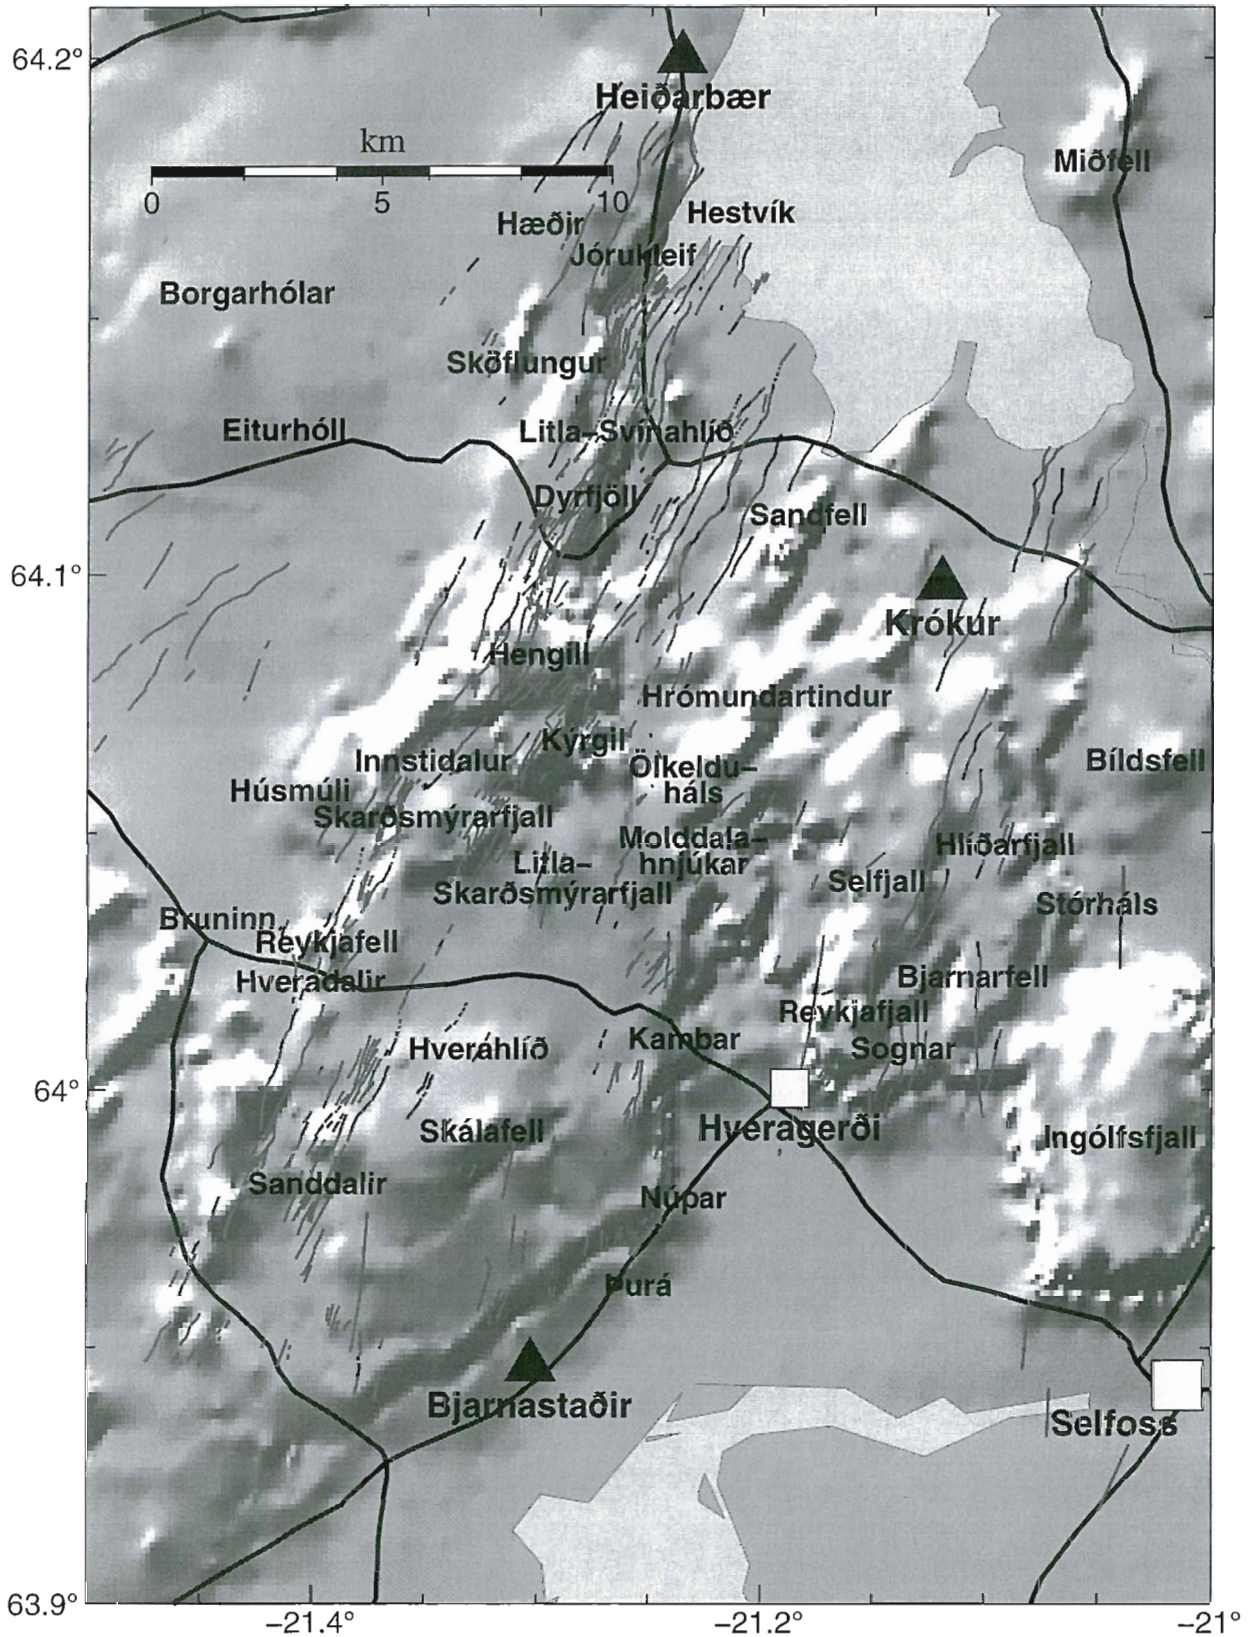 64.2°
Heiðarbær
km
Miðfell
0
5
10
Hæðir
Hestvík
Jórukleif
Borgarhólar
Sköflungur
Eiturhóll
Litla-Svínahlíð
Dyrfjöll
Sandfell
64.1°
Krókur
Hengill
Hrómundartindur
Kýrgil
Innstidalur
Ölkeldu-
háls
Bíldsfell
Húsmúli
Skarðsmýrarfjall
Molddala-
hnjúkar
Hlíðarfjall
Litla-
Skarðsmýrarfjall
Selfjall
Stórháls
Bruninn
Reykjafell
Hveradalir
Bjarnarfell
Reykjafjall
Kambar
Sognar
Hveráhlíð
64°
Hveragerði
Skálafell
Ingólfsfjall
Sanddalir
Núpar
Þurá
Bjarnastaðir
Selfoss
63.9°
-21.4°
-21.2°
-21°